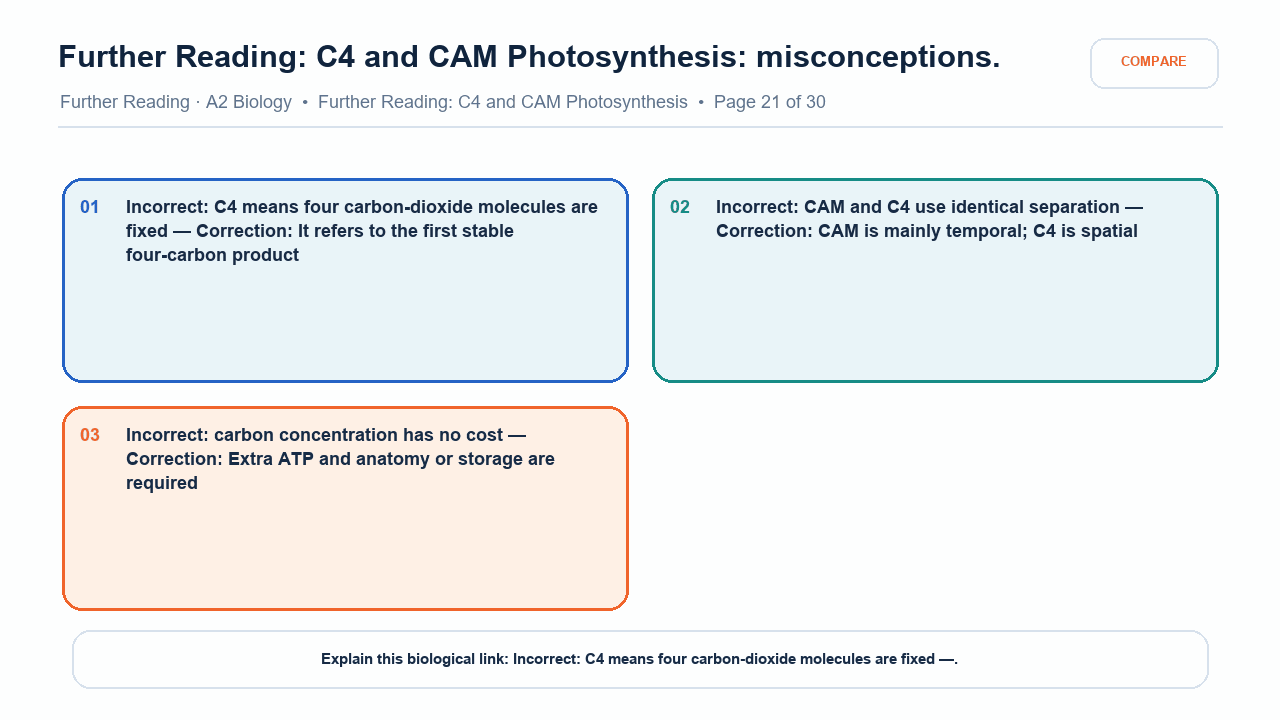 Further Reading: C4 and CAM Photosynthesis: misconceptions.
COMPARE
Further Reading · A2 Biology • Further Reading: C4 and CAM Photosynthesis • Page 21 of 30
01
Incorrect: C4 means four carbon-dioxide molecules are
fixed — Correction: It refers to the first stable
four-carbon product
02
Incorrect: CAM and C4 use identical separation —
Correction: CAM is mainly temporal; C4 is spatial
03
Incorrect: carbon concentration has no cost —
Correction: Extra ATP and anatomy or storage are
required
Explain this biological link: Incorrect: C4 means four carbon-dioxide molecules are fixed —.